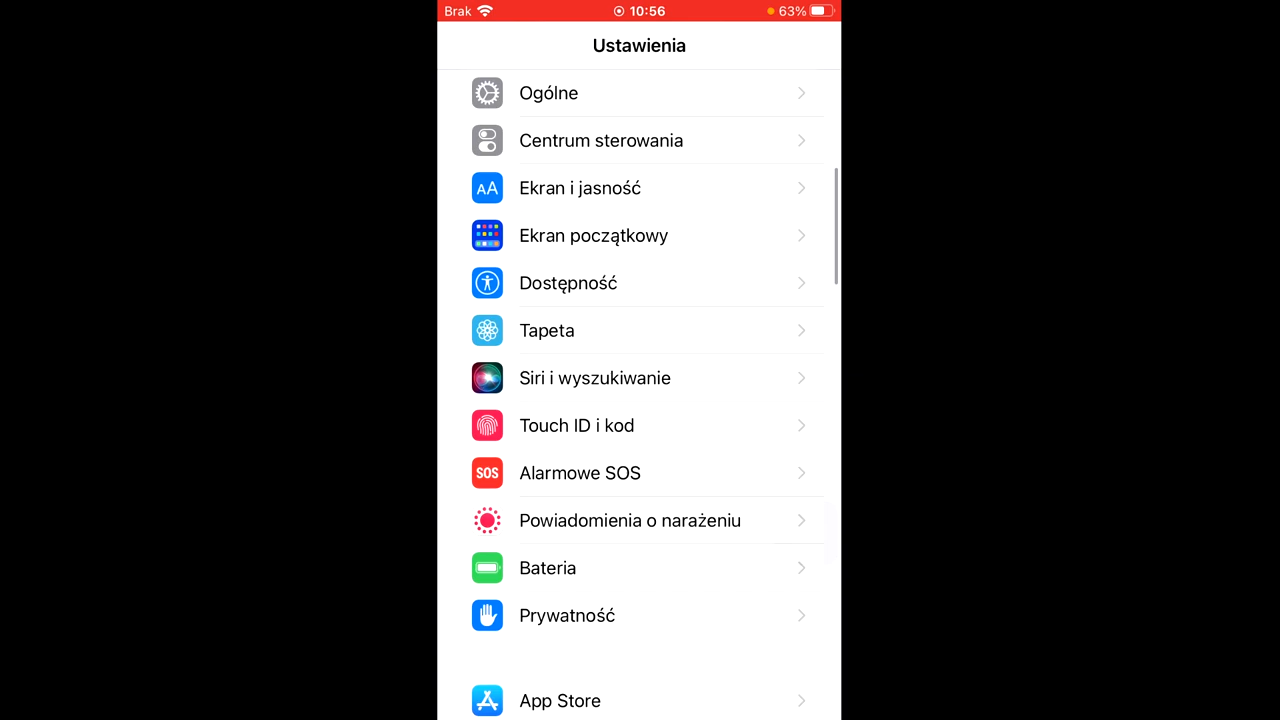 Brak 10:56 63%
Ustawienia
Ogólne
Centrum sterowania
AA Ekran i jasność
Ekran początkowy
Dostępność
Tapeta
Siri i wyszukiwanie
Touch ID i kod
SOS Alarmowe SOS
Powiadomienia o narażeniu
Bateria
Prywatność
App Store